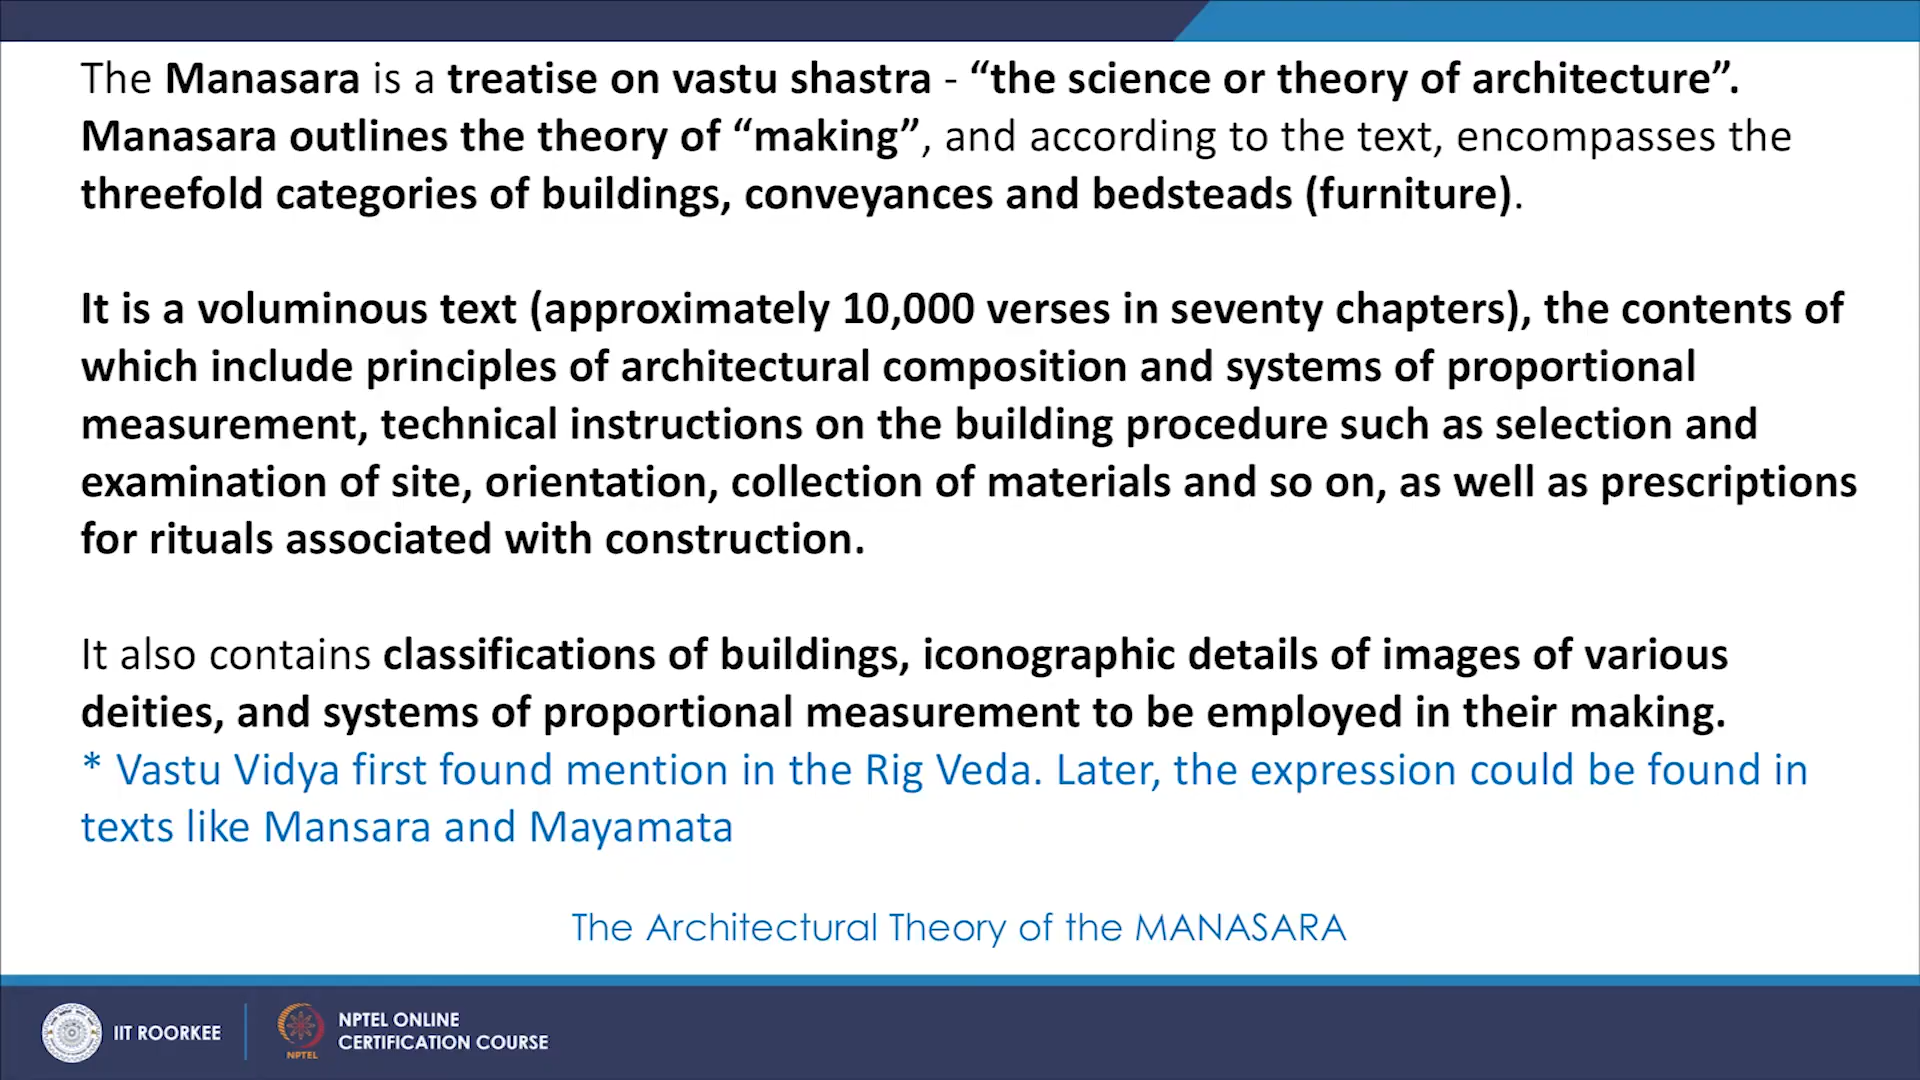 The Manasara is a treatise on vastu shastra - “the science or theory of architecture”.
Manasara outlines the theory of “making”, and according to the text, encompasses the
threefold categories of buildings, conveyances and bedsteads (furniture).
It is a voluminous text (approximately 10,000 verses in seventy chapters), the contents of
which include principles of architectural composition and systems of proportional
measurement, technical instructions on the building procedure such as selection and
examination of site, orientation, collection of materials and so on, as well as prescriptions
for rituals associated with construction.
It also contains classifications of buildings, iconographic details of images of various
deities, and systems of proportional measurement to be employed in their making.
* Vastu Vidya first found mention in the Rig Veda. Later, the expression could be found in
texts like Mansara and Mayamata
The Architectural Theory of the MANASARA
IIT ROORKEE
NPTEL
NPTEL ONLINE
CERTIFICATION COURSE